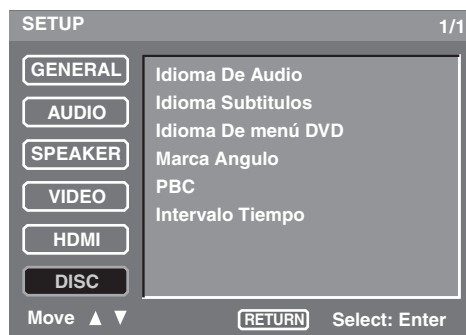 SETUP 1/1
GENERAL
AUDIO
SPEAKER
VIDEO
HDMI
DISC
Idioma De Audio
Idioma Subtitulos
Idioma De menú DVD
Marca Angulo
PBC
Intervalo Tiempo
Move ▲ ▼ RETURN Select: Enter